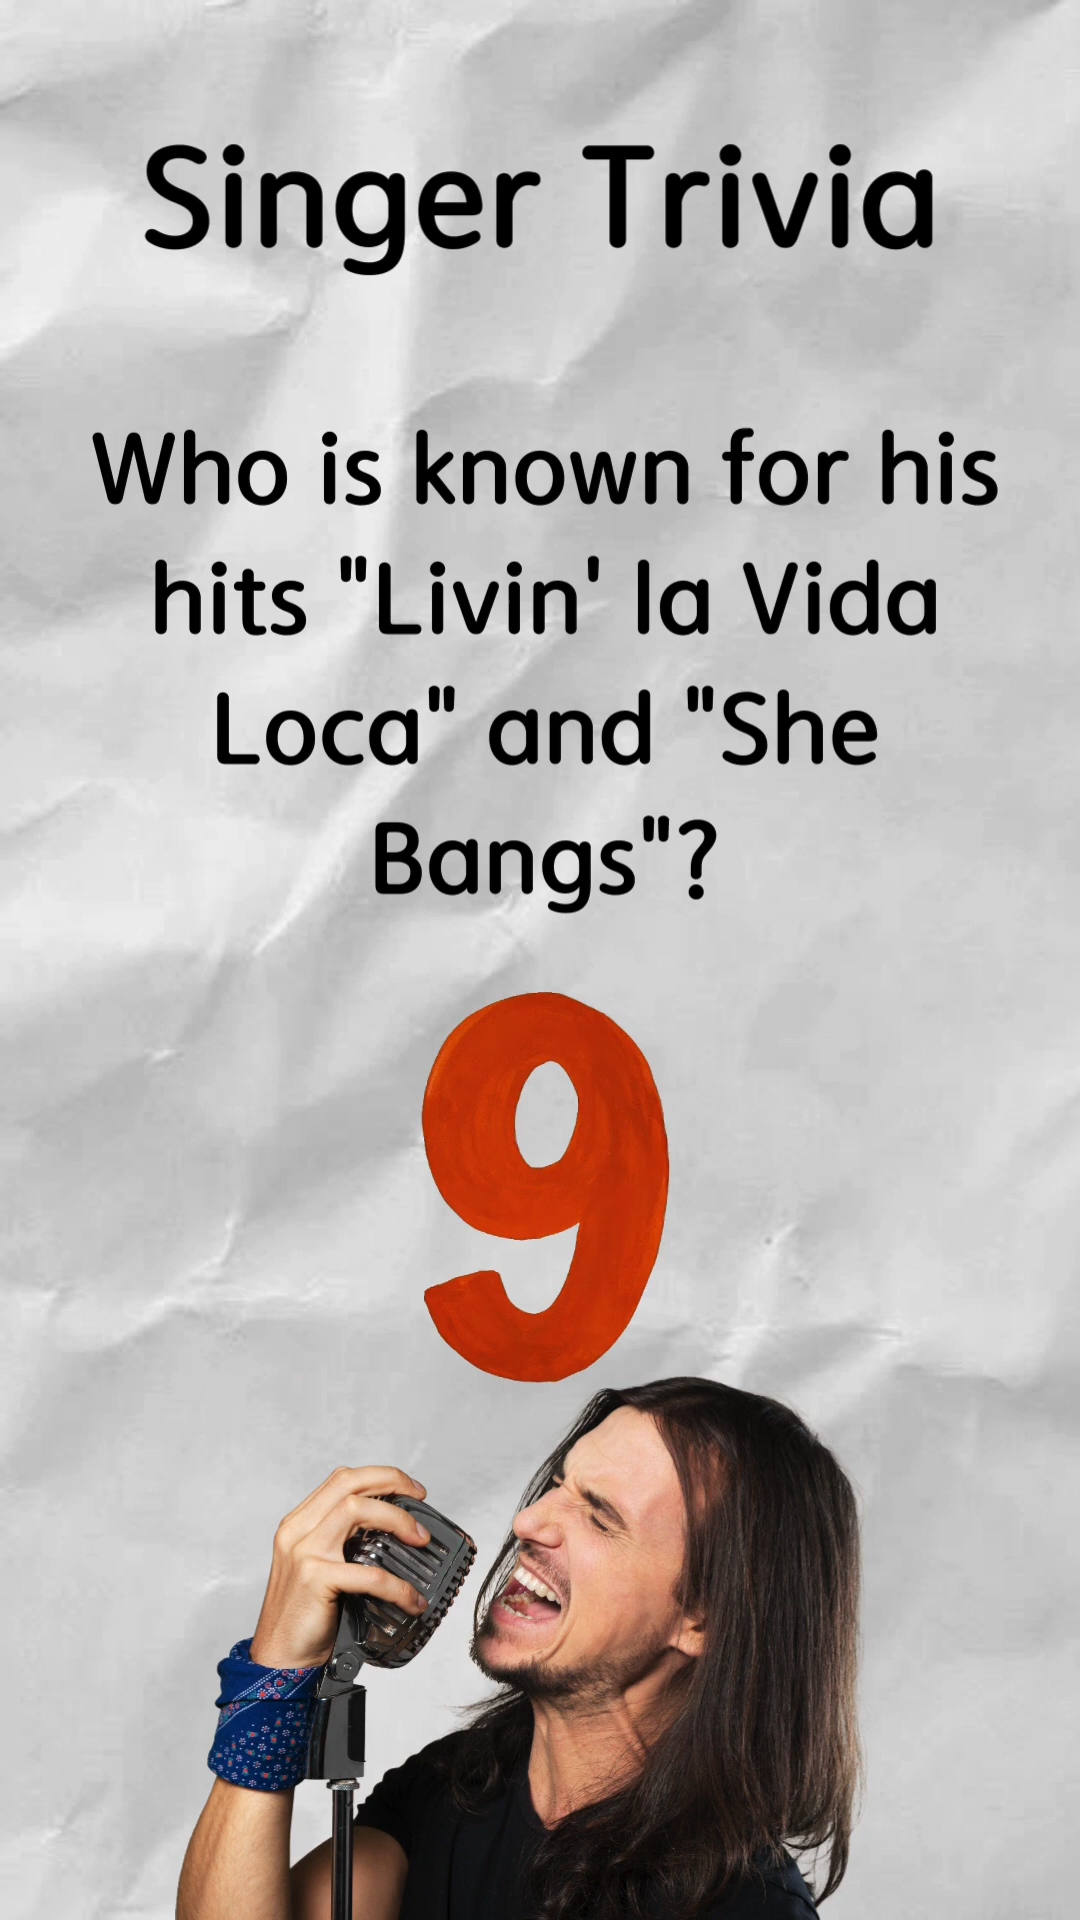 Singer Trivia
Who is known for his
hits "Livin' la Vida
Loca" and "She
Bangs"?
9